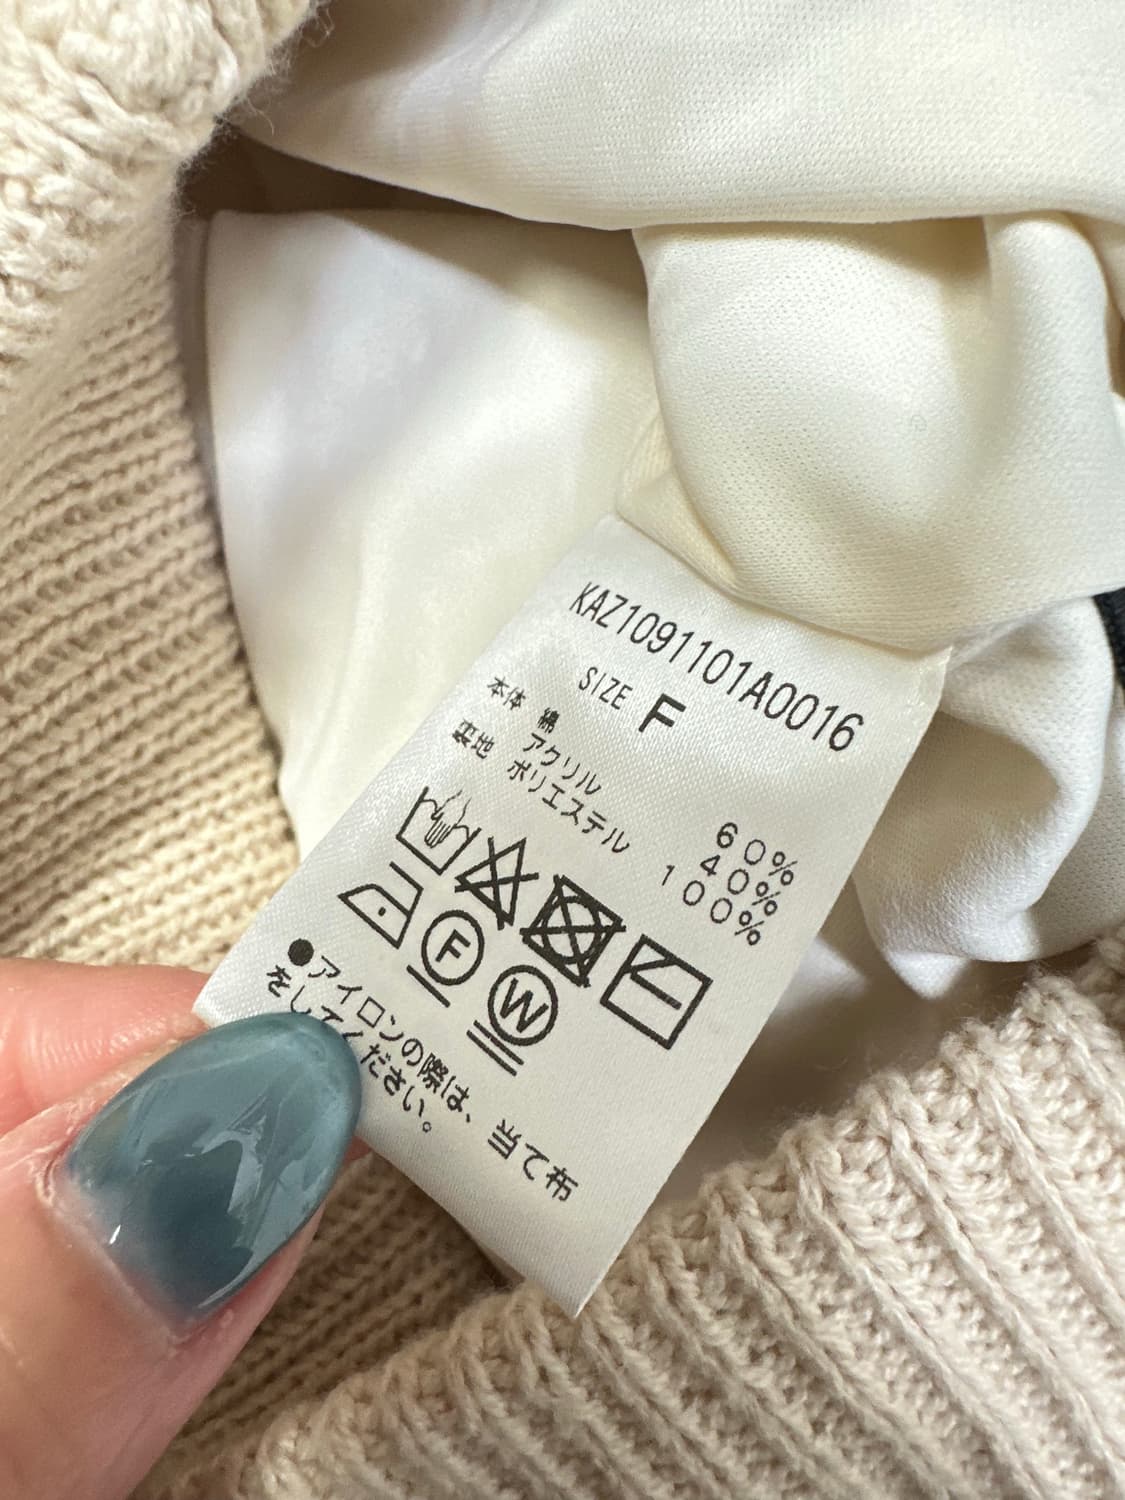 KAZ1091101A0016
SIZE F
本体 綿 60%
アクリル 40%
裏地 ポリエステル 100%
F
W
●アイロンの際は、当て布
をしてください。